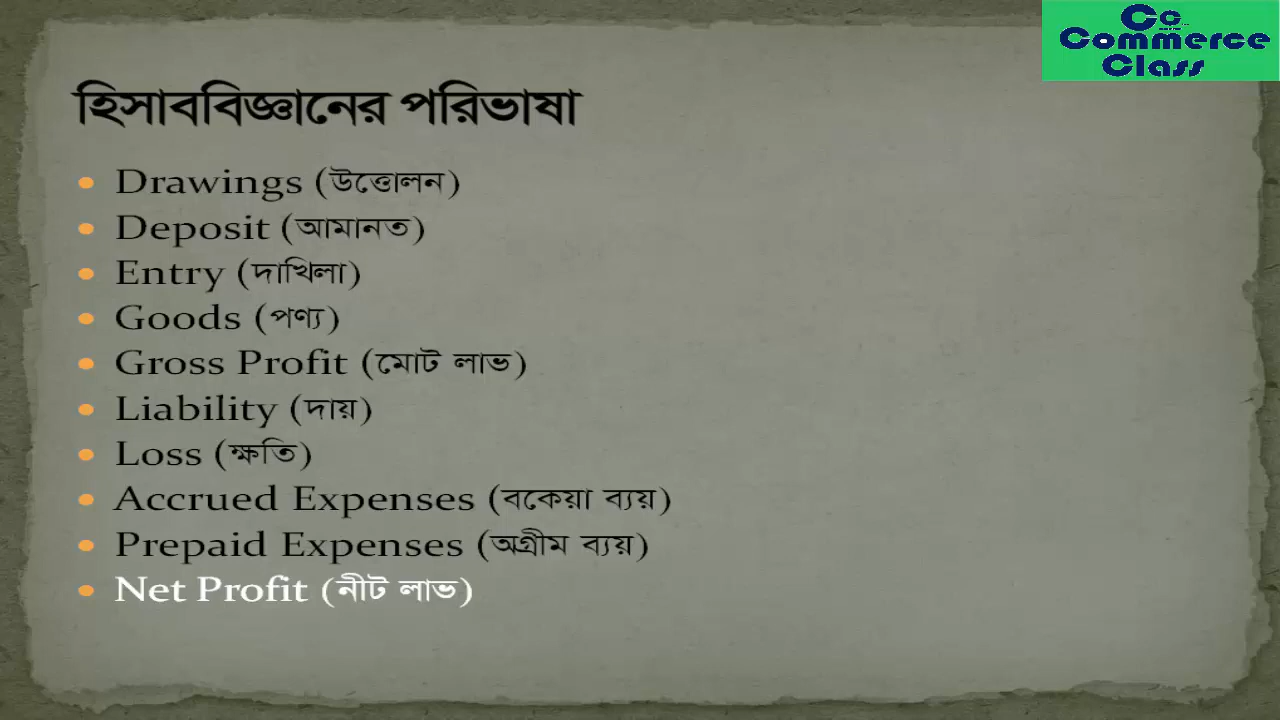 Cc
Commerce
Class
হিসাববিজ্ঞানের পরিভাষা
Drawings (উত্তোলন)
Deposit (আমানত)
Entry (দাখিলা)
Goods (পণ্য)
Gross Profit (মোট লাভ)
Liability (দায়)
Loss (ক্ষতি)
Accrued Expenses (বকেয়া ব্যয়)
Prepaid Expenses (অগ্রীম ব্যয়)
Net Profit (নীট লাভ)